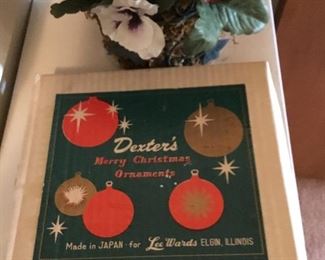 Dexter's
Merry Christmas
Ornaments
Made in JAPAN · for Lee Wards ELGIN, ILLINOIS